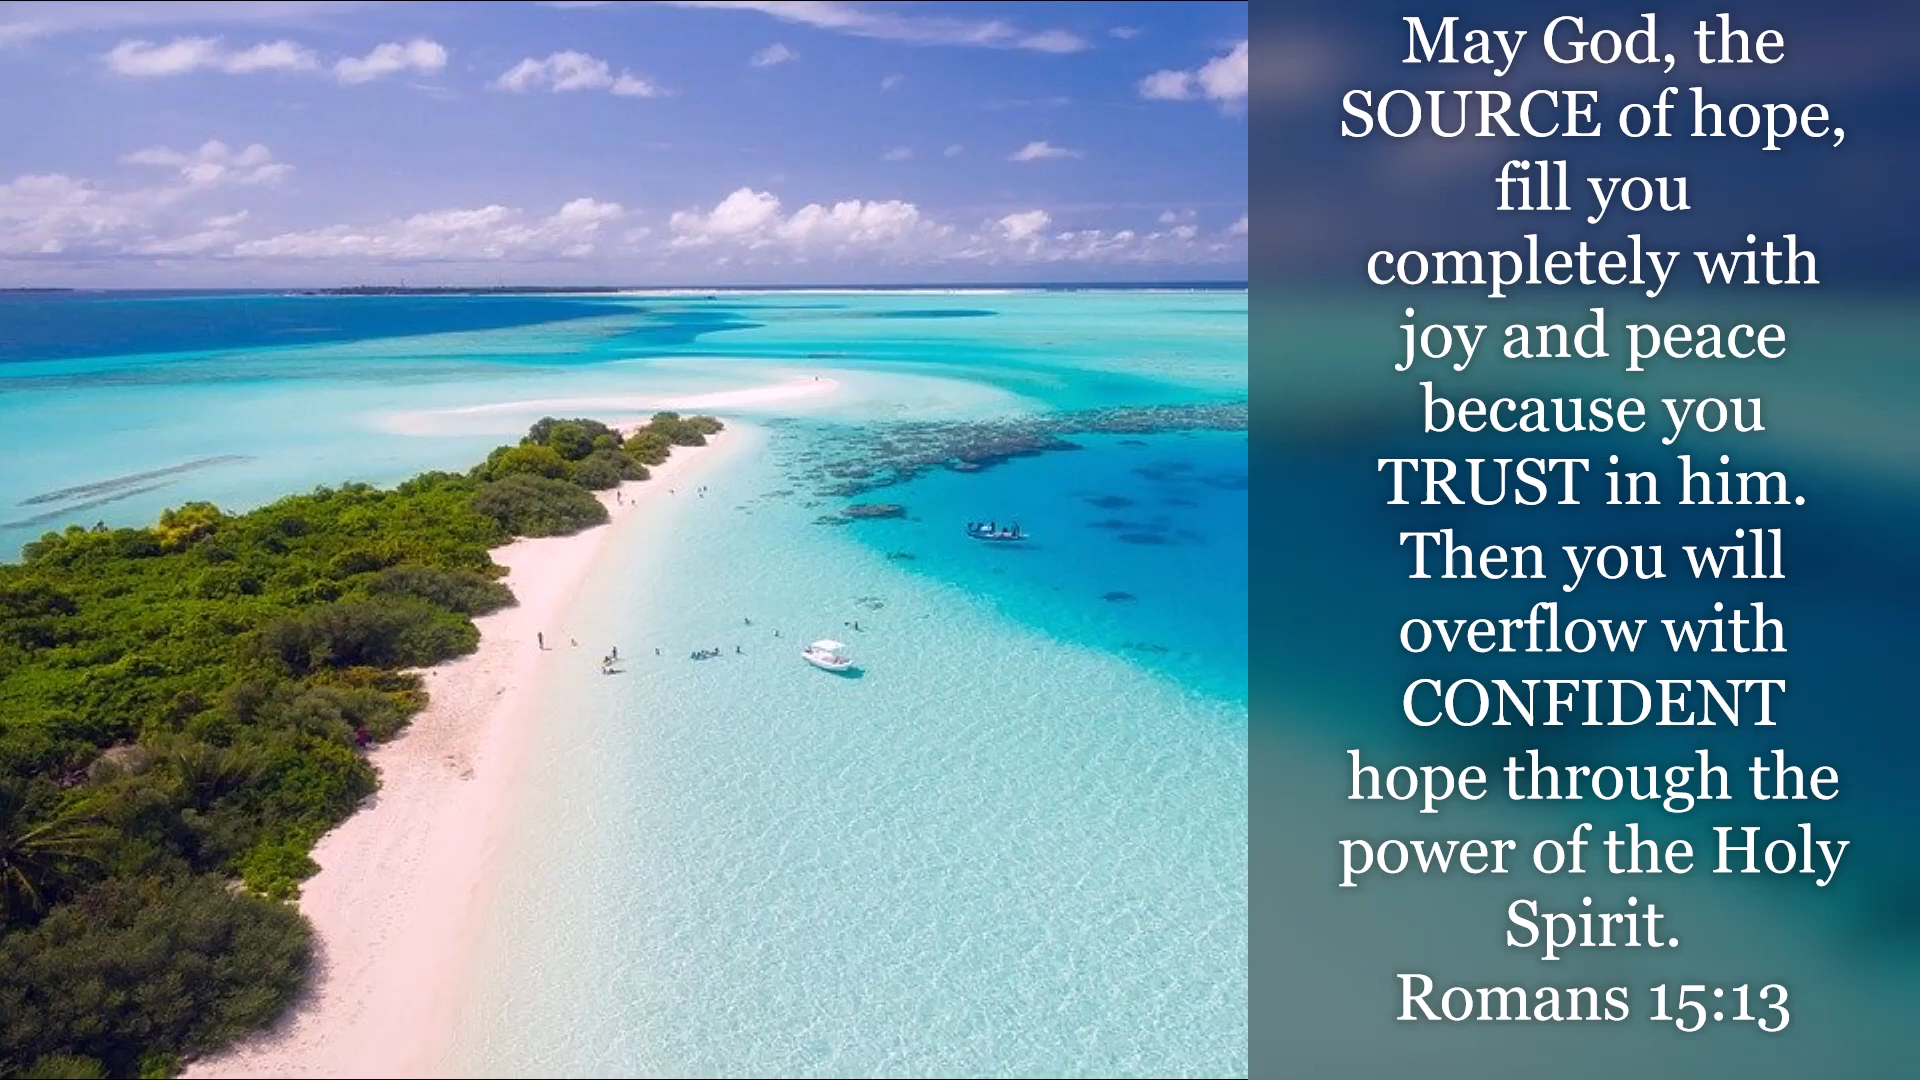 May God, the
SOURCE of hope,
fill you
completely with
joy and peace
because you
TRUST in him.
Then you will
overflow with
CONFIDENT
hope through the
power of the Holy
Spirit.
Romans 15:13